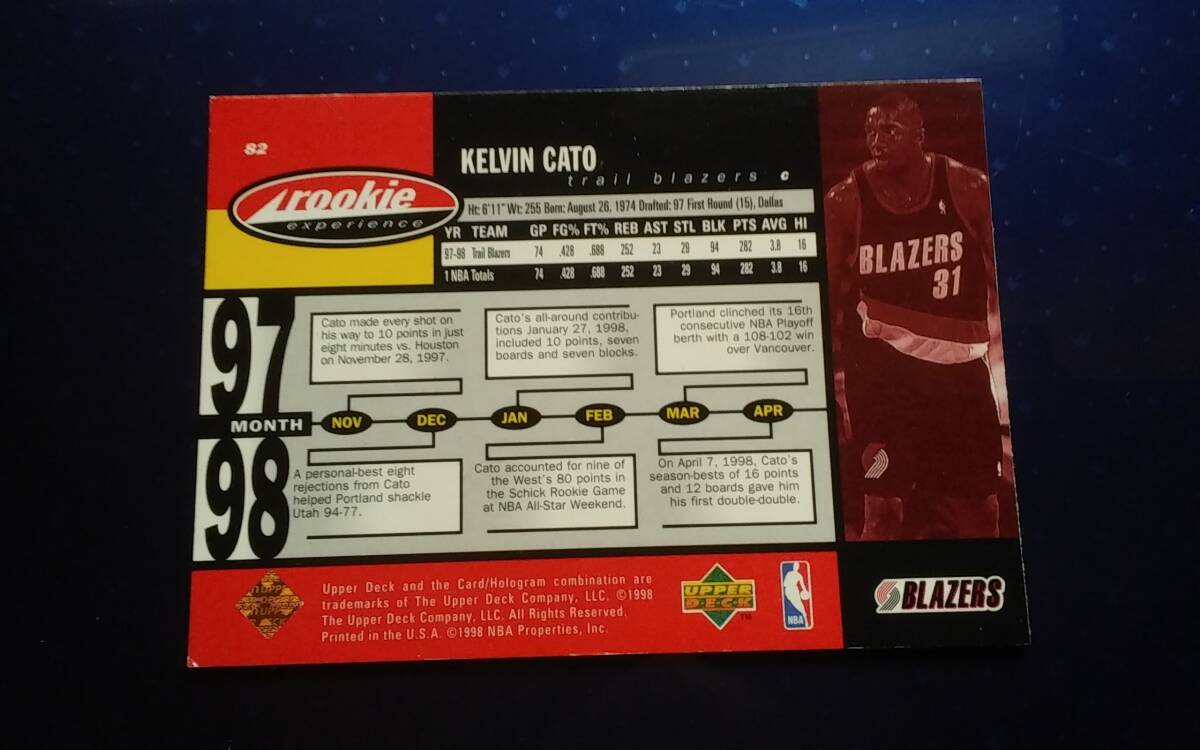 82
rookie
experience
KELVIN CATO
trail blazers c
Ht: 6'11" Wt: 255 Born: August 26, 1974 Drafted: 97 First Round (15), Dallas
YR TEAM GP FG% FT% REB AST STL BLK PTS AVG HI
97-98 Trail Blazers 74 .428 .688 252 23 29 94 282 3.8 16
1 NBA Totals 74 .428 .688 252 23 29 94 282 3.8 16
BLAZERS
31
97
Cato made every shot on
his way to 10 points in just
eight minutes vs. Houston
on November 28, 1997.
Cato's all-around contribu-
tions January 27, 1998,
included 10 points, seven
boards and seven blocks.
Portland clinched its 16th
consecutive NBA Playoff
berth with a 108-102 win
over Vancouver.
MONTH NOV DEC JAN FEB MAR APR
98
A personal-best eight
rejections from Cato
helped Portland shackle
Utah 94-77.
Cato accounted for nine of
the West's 80 points in
the Schick Rookie Game
at NBA All-Star Weekend.
On April 7, 1998, Cato's
season-bests of 16 points
and 12 boards gave him
his first double-double.
Upper Deck and the Card/Hologram combination are
trademarks of The Upper Deck Company, LLC. ©1998
The Upper Deck Company, LLC. All Rights Reserved.
Printed in the U.S.A. ©1998 NBA Properties, Inc.
UPPER
DECK
TM
NBA
BLAZERS